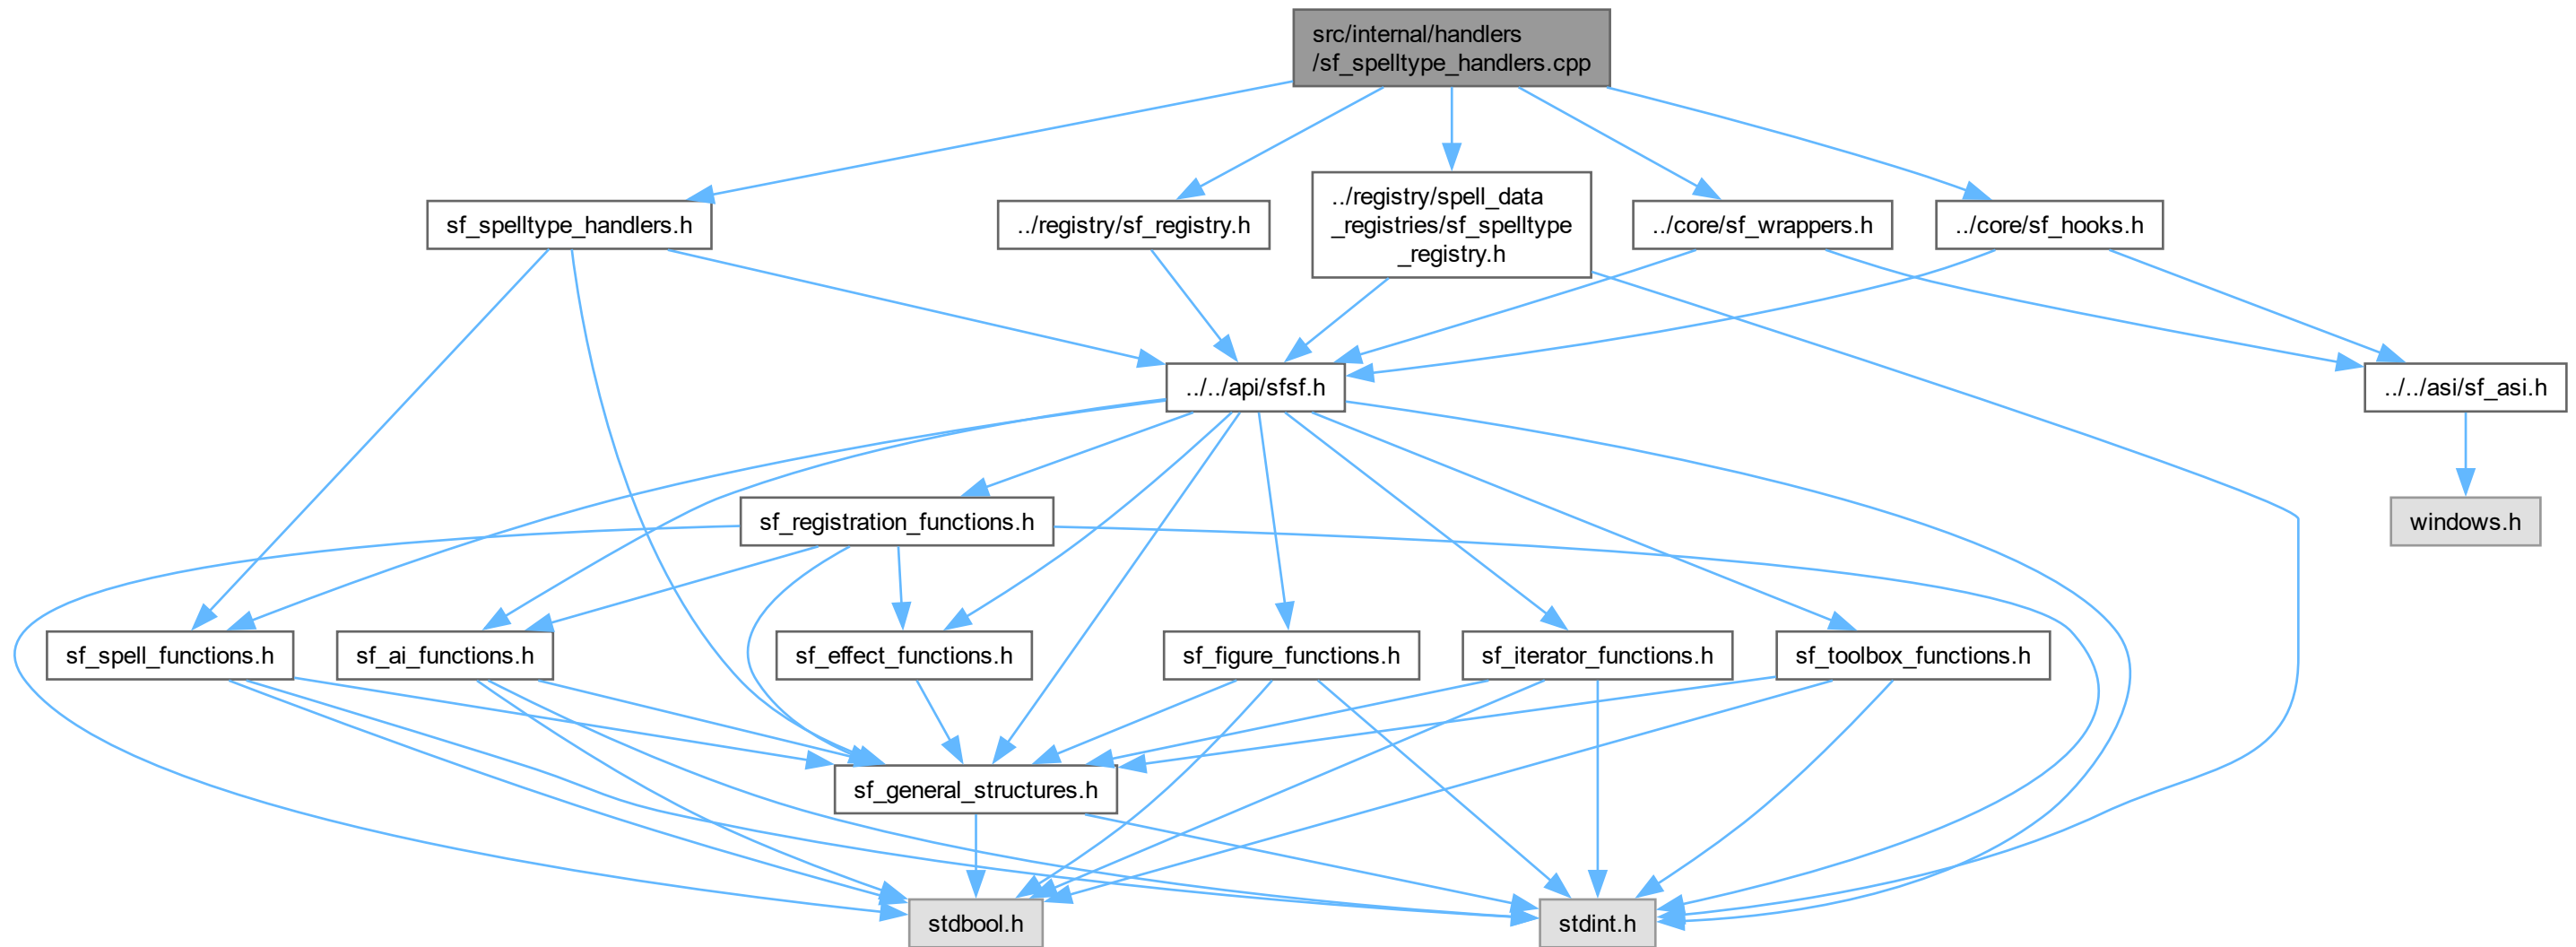 src/internal/handlers
/sf_spelltype_handlers.cpp
sf_spelltype_handlers.h
../registry/sf_registry.h
../registry/spell_data
_registries/sf_spelltype
_registry.h
../core/sf_wrappers.h
../core/sf_hooks.h
../../api/sfsf.h
../../asi/sf_asi.h
sf_registration_functions.h
windows.h
sf_spell_functions.h
sf_ai_functions.h
sf_effect_functions.h
sf_figure_functions.h
sf_iterator_functions.h
sf_toolbox_functions.h
sf_general_structures.h
stdbool.h
stdint.h